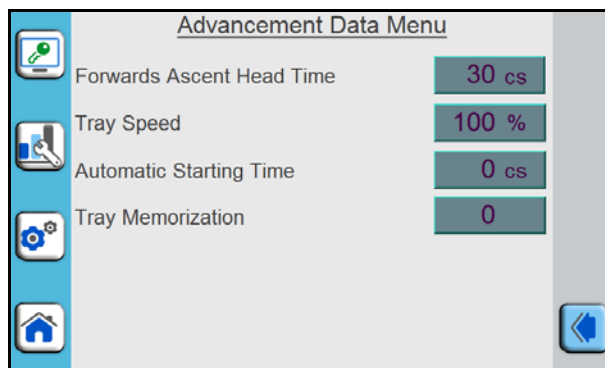 Advancement Data Menu
Forwards Ascent Head Time 30 cs
Tray Speed 100 %
Automatic Starting Time 0 cs
Tray Memorization 0